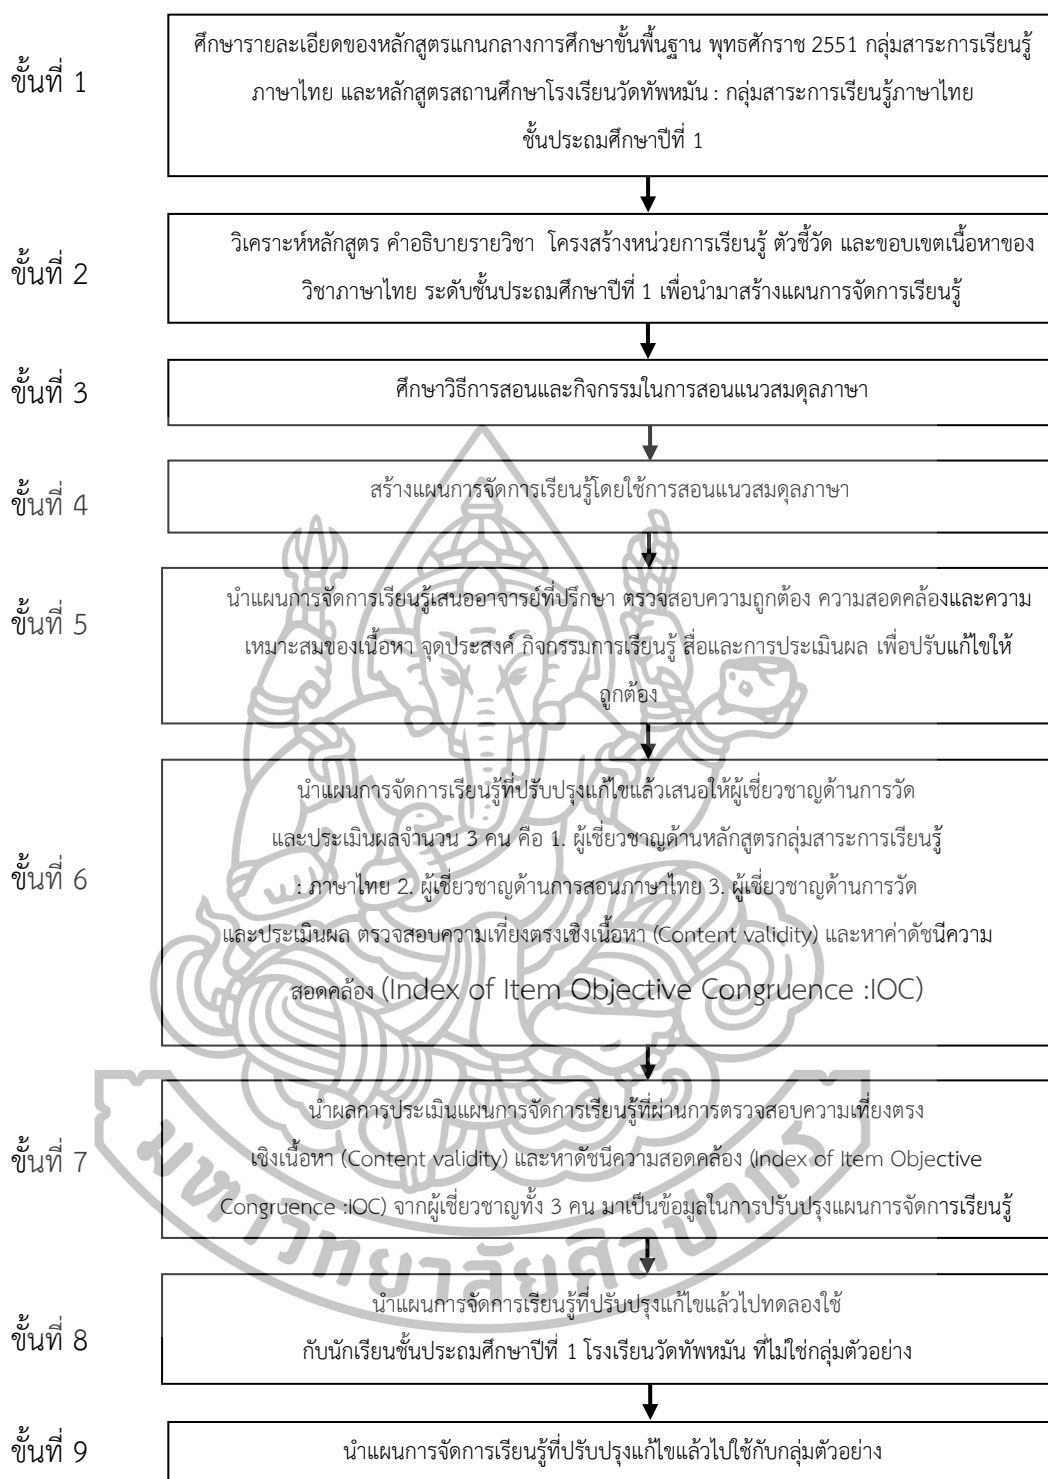 ขั้นที่ 1
ศึกษารายละเอียดของหลักสูตรแกนกลางการศึกษาขั้นพื้นฐาน พุทธศักราช 2551 กลุ่มสาระการเรียนรู้
ภาษาไทย และหลักสูตรสถานศึกษาโรงเรียนวัดทัพหมัน : กลุ่มสาระการเรียนรู้ภาษาไทย
ชั้นประถมศึกษาปีที่ 1
ขั้นที่ 2
วิเคราะห์หลักสูตร คำอธิบายรายวิชา โครงสร้างหน่วยการเรียนรู้ ตัวชี้วัด และขอบเขตเนื้อหาของ
วิชาภาษาไทย ระดับชั้นประถมศึกษาปีที่ 1 เพื่อนำมาสร้างแผนการจัดการเรียนรู้
ขั้นที่ 3
ศึกษาวิธีการสอนและกิจกรรมในการสอนแนวสมดุลภาษา
ขั้นที่ 4
สร้างแผนการจัดการเรียนรู้โดยใช้การสอนแนวสมดุลภาษา
ขั้นที่ 5
นำแผนการจัดการเรียนรู้เสนออาจารย์ที่ปรึกษา ตรวจสอบความถูกต้อง ความสอดคล้องและความ
เหมาะสมของเนื้อหา จุดประสงค์ กิจกรรมการเรียนรู้ สื่อและการประเมินผล เพื่อปรับแก้ไขให้
ถูกต้อง
ขั้นที่ 6
นำแผนการจัดการเรียนรู้ที่ปรับปรุงแก้ไขแล้วเสนอให้ผู้เชี่ยวชาญด้านการวัด
และประเมินผลจำนวน 3 คน คือ 1. ผู้เชี่ยวชาญด้านหลักสูตรกลุ่มสาระการเรียนรู้
: ภาษาไทย 2. ผู้เชี่ยวชาญด้านการสอนภาษาไทย 3. ผู้เชี่ยวชาญด้านการวัด
และประเมินผล ตรวจสอบความเที่ยงตรงเชิงเนื้อหา (Content validity) และหาค่าดัชนีความ
สอดคล้อง (Index of Item Objective Congruence :IOC)
ขั้นที่ 7
นำผลการประเมินแผนการจัดการเรียนรู้ที่ผ่านการตรวจสอบความเที่ยงตรง
เชิงเนื้อหา (Content validity) และหาดัชนีความสอดคล้อง (Index of Item Objective
Congruence :IOC) จากผู้เชี่ยวชาญทั้ง 3 คน มาเป็นข้อมูลในการปรับปรุงแผนการจัดการเรียนรู้
มหาวิทยาลัยศิลปากร
ขั้นที่ 8
นำแผนการจัดการเรียนรู้ที่ปรับปรุงแก้ไขแล้วไปทดลองใช้
กับนักเรียนชั้นประถมศึกษาปีที่ 1 โรงเรียนวัดทัพหมัน ที่ไม่ใช่กลุ่มตัวอย่าง
ขั้นที่ 9
นำแผนการจัดการเรียนรู้ที่ปรับปรุงแก้ไขแล้วไปใช้กับกลุ่มตัวอย่าง